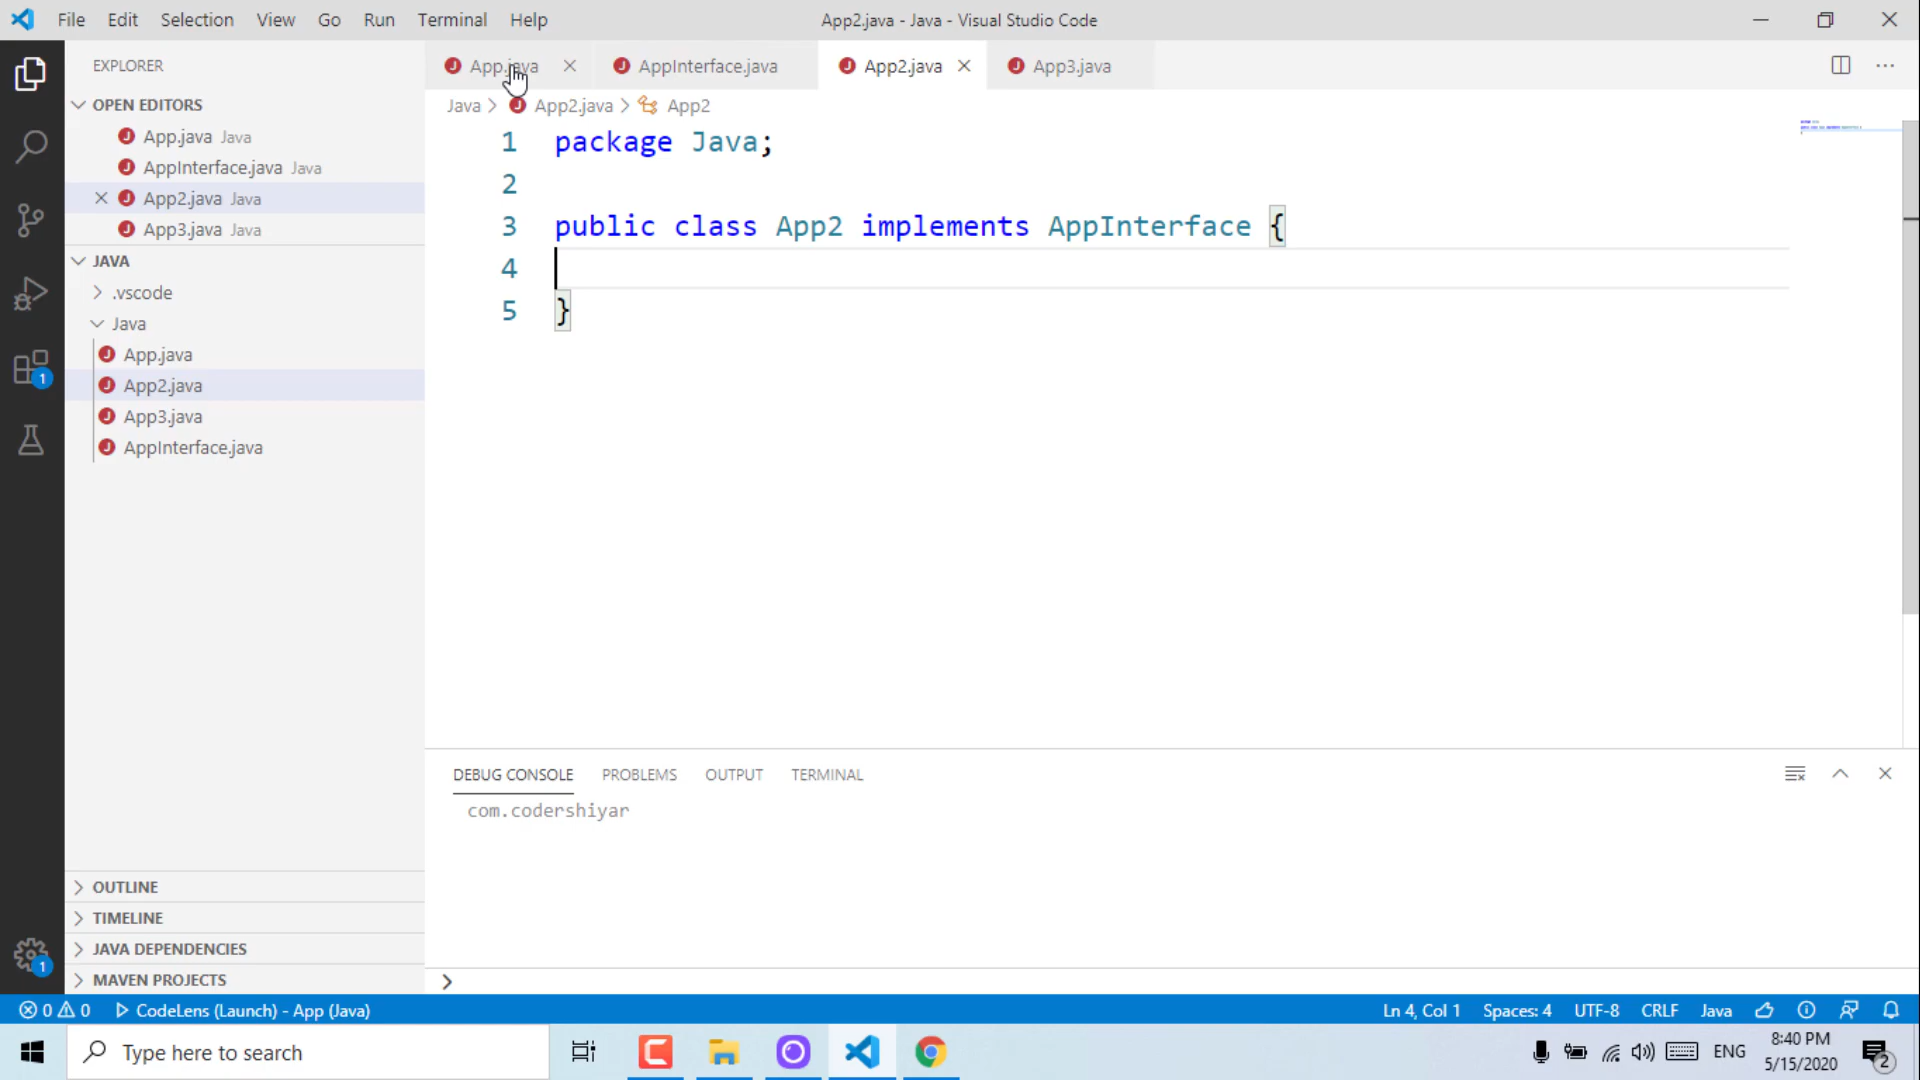 File Edit Selection View Go Run Terminal Help
App2.java - Java - Visual Studio Code
EXPLORER
OPEN EDITORS
App.java Java
AppInterface.java Java
App2.java Java
App3.java Java
JAVA
.vscode
Java
App.java
App2.java
App3.java
AppInterface.java
OUTLINE
TIMELINE
JAVA DEPENDENCIES
MAVEN PROJECTS
1
1
App.java AppInterface.java App2.java App3.java
Java > App2.java > App2
1 package Java;
2
3 public class App2 implements AppInterface {
4
5 }
DEBUG CONSOLE PROBLEMS OUTPUT TERMINAL
com.codershiyar
0 0 CodeLens (Launch) - App (Java)
Ln 4, Col 1 Spaces: 4 UTF-8 CRLF Java
Type here to search
ENG
8:40 PM
5/15/2020
2